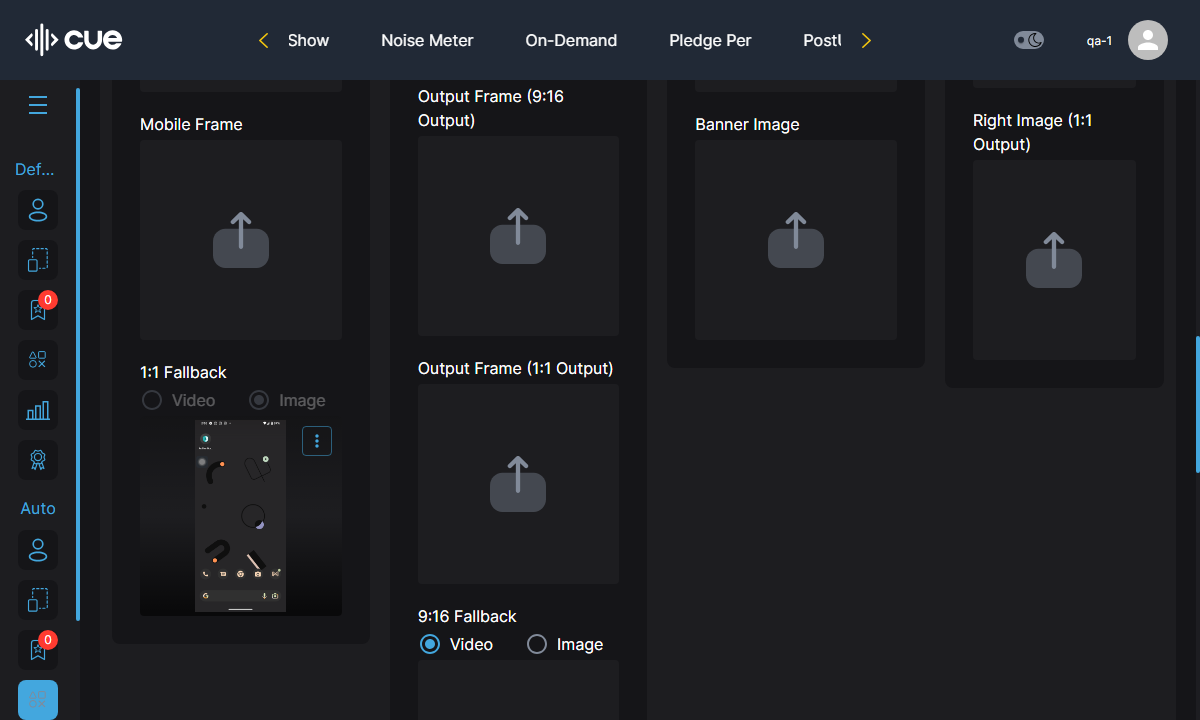 cue
Show
Noise Meter
On-Demand
Pledge Per
qa-1
Def...
0
Auto
0
Mobile Frame
1:1 Fallback
Video
Image
Output Frame (9:16
Output)
Output Frame (1:1 Output)
9:16 Fallback
Video
Image
Banner Image
Right Image (1:1
Output)